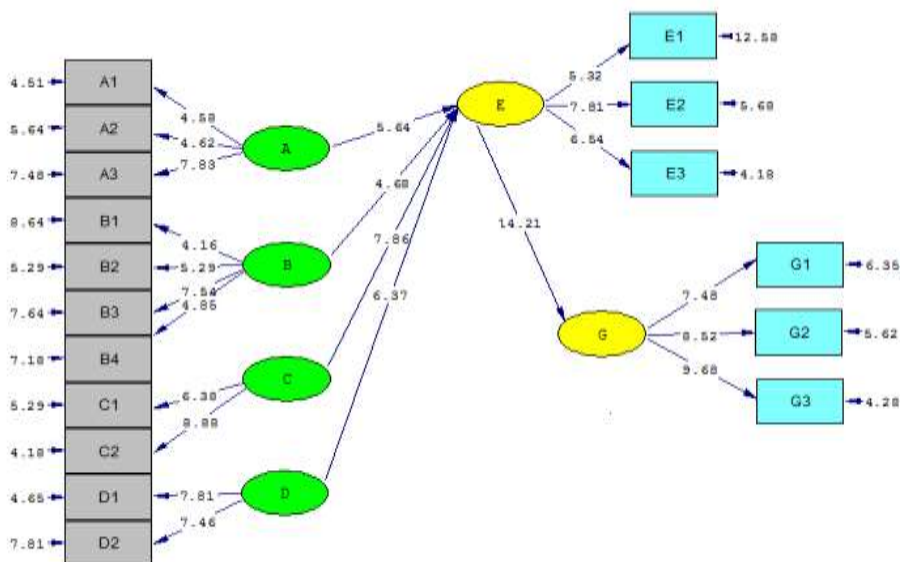 E1
12.58
5.32
E
7.81
E2
5.68
6.54
E3
4.18
4.51
A1
4.58
5.64
A2
4.62
A
5.64
7.48
A3
7.83
8.64
B1
4.16
4.68
5.29
B2
5.29
B
7.86
14.21
7.64
B3
7.54
4.85
6.37
7.18
B4
5.29
C1
6.38
C
4.18
C2
8.88
4.65
D1
7.81
D
7.81
D2
7.46
G1
6.35
7.48
G
8.52
G2
5.62
9.68
G3
4.28